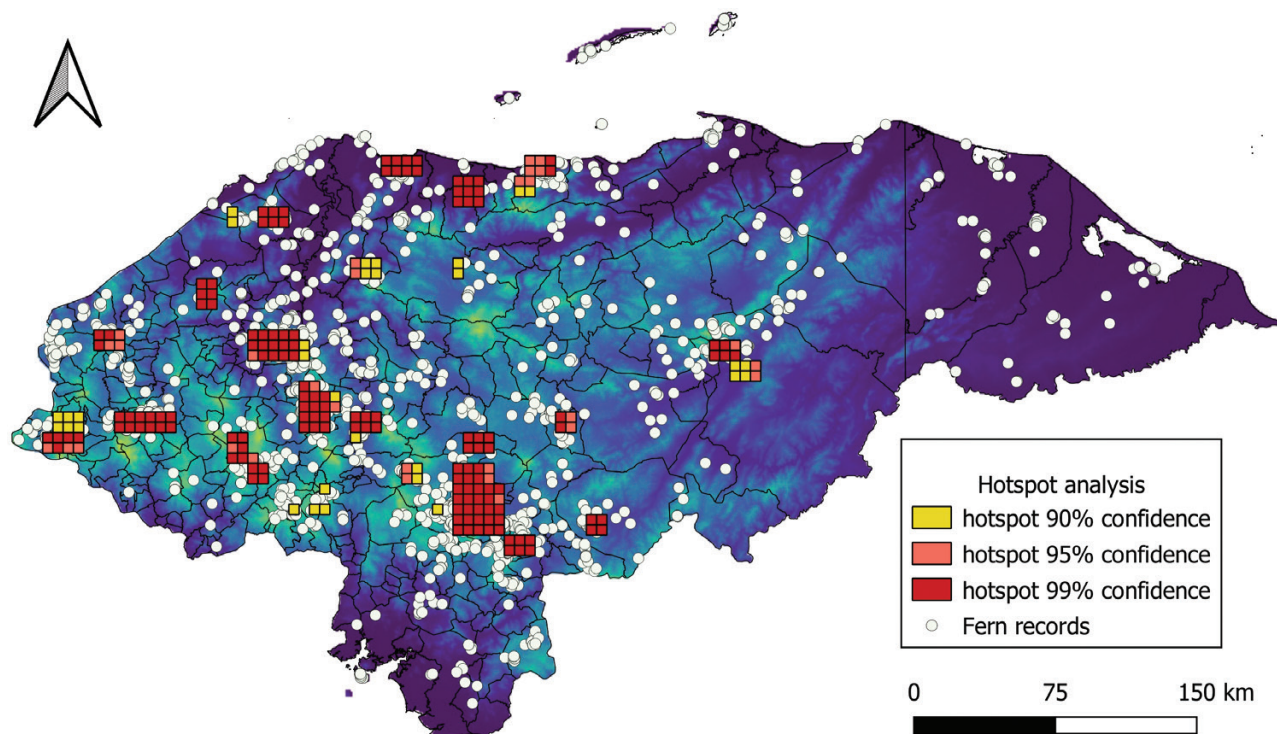 Hotspot analysis
hotspot 90% confidence
hotspot 95% confidence
hotspot 99% confidence
Fern records
0 75 150 km